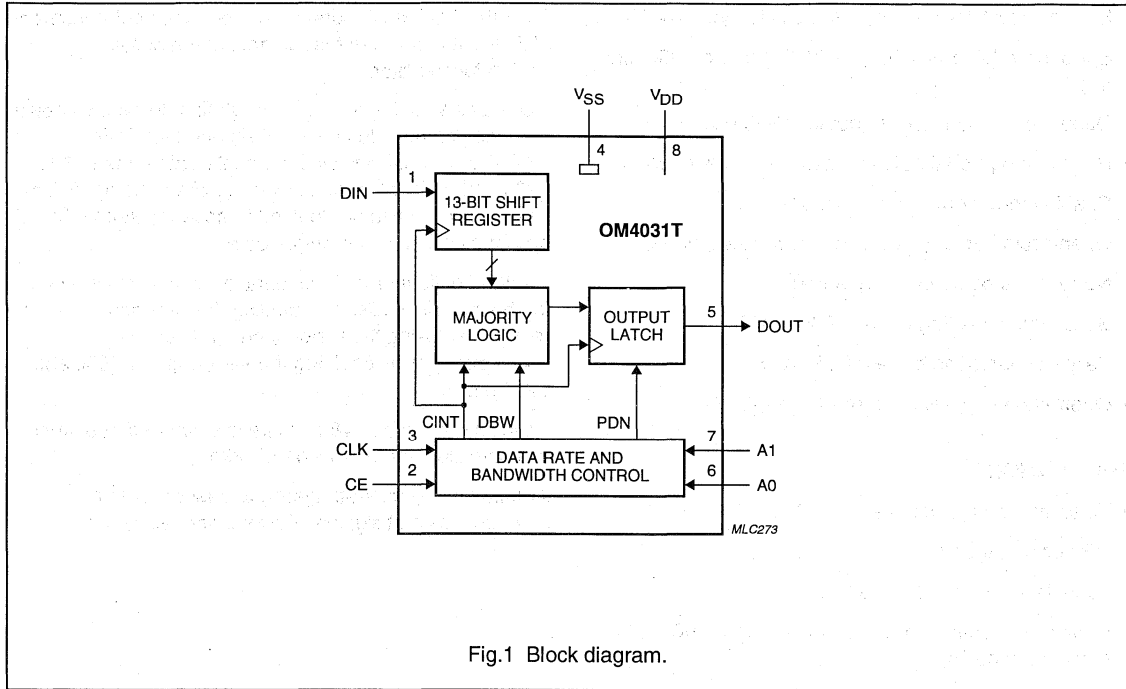 VSS
VDD
4
8
DIN
1
13-BIT SHIFT
REGISTER
OM4031T
MAJORITY
LOGIC
OUTPUT
LATCH
5
DOUT
CINT
DBW
PDN
CLK
3
CE
2
DATA RATE AND
BANDWIDTH CONTROL
7
A1
6
A0
MLC273
Fig.1 Block diagram.